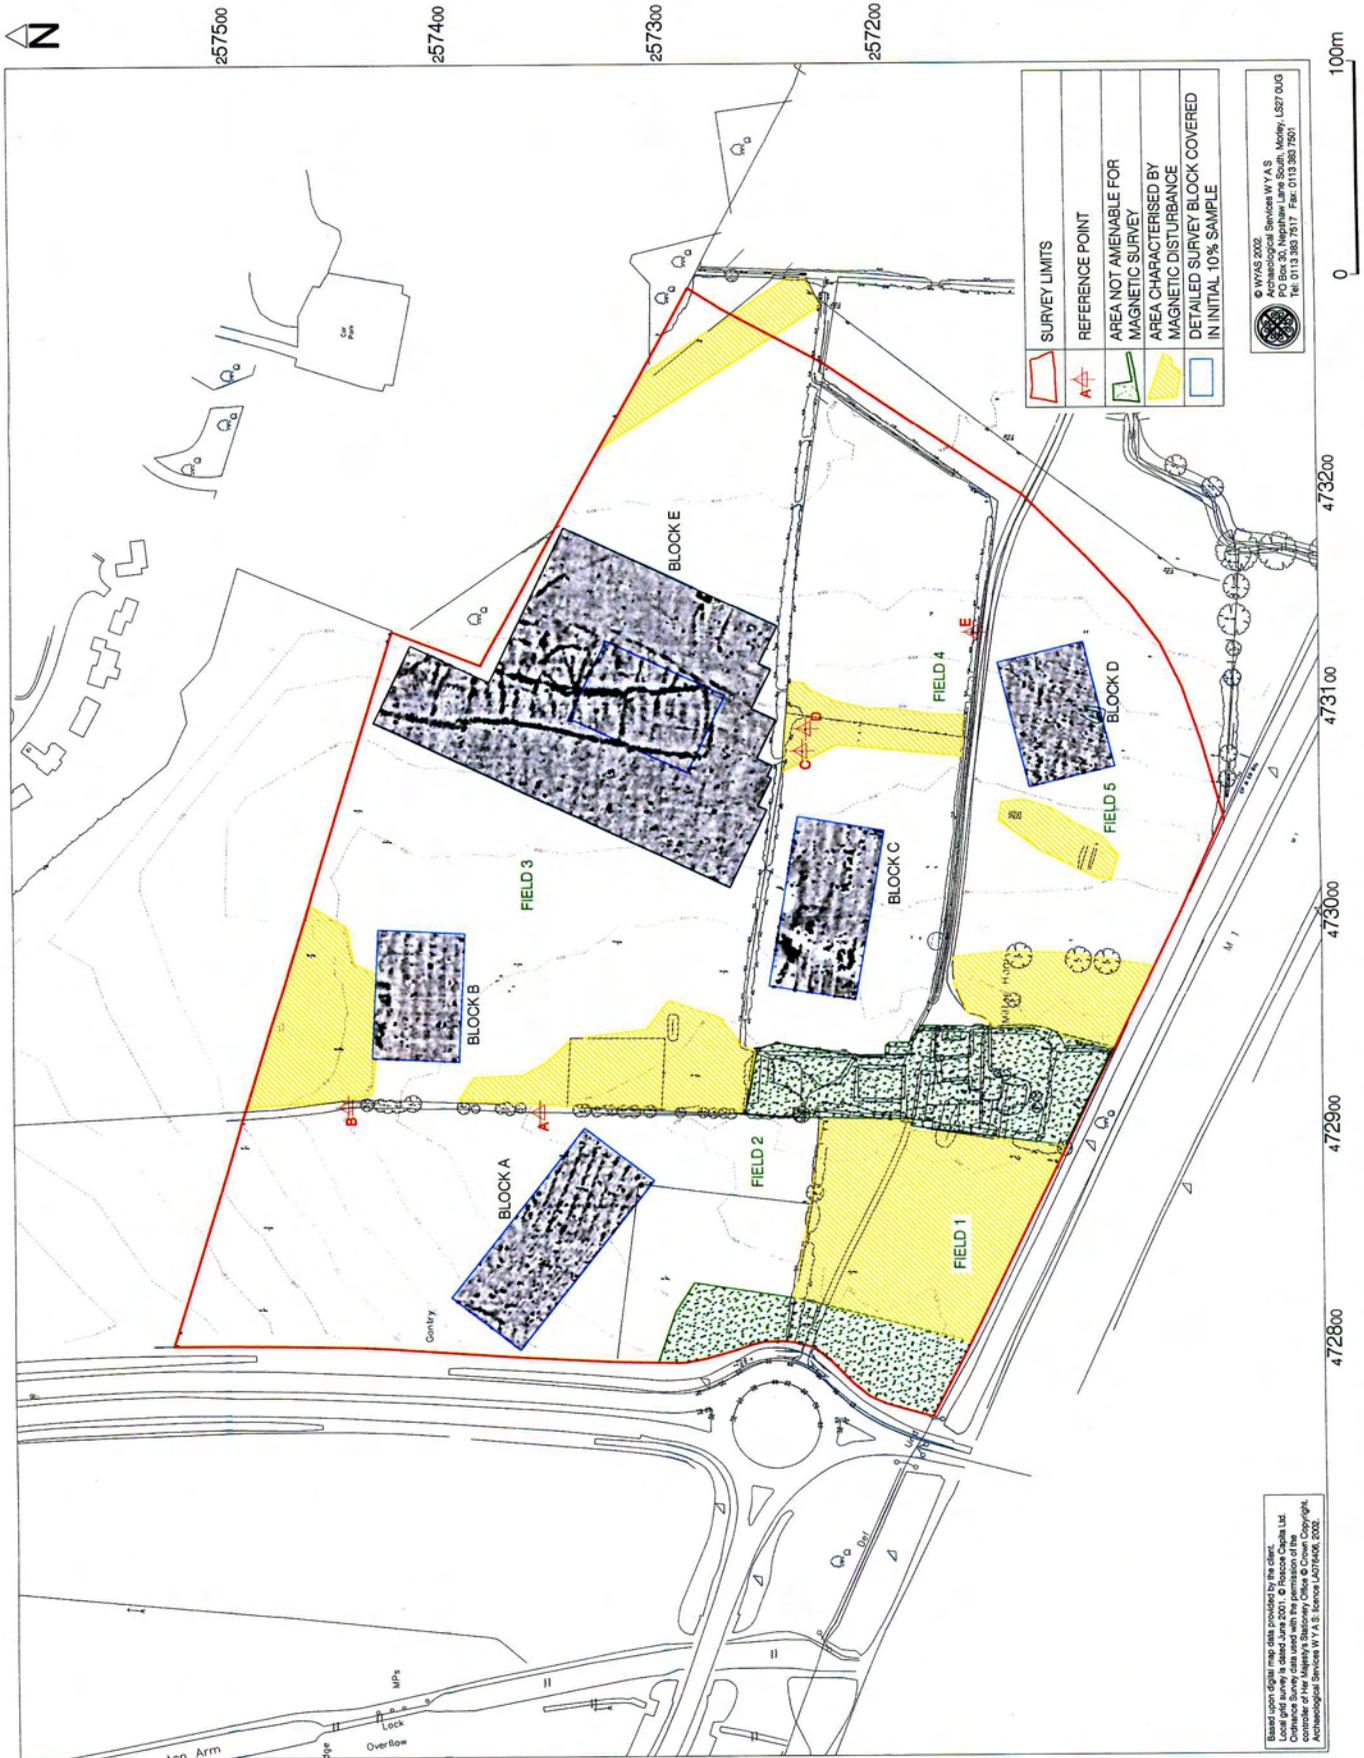 N
257500
257400
257300
257200
473200
473100
473000
472900
472800
100m
0
SURVEY LIMITS
A
REFERENCE POINT
AREA NOT AMENABLE FOR
MAGNETIC SURVEY
AREA CHARACTERISED BY
MAGNETIC DISTURBANCE
DETAILED SURVEY BLOCK COVERED
IN INITIAL 10% SAMPLE
© WYAS 2002.
Archaeological Services W Y A S
PO Box 30, Nepshaw Lane South, Morley, LS27 0UG
Tel: 0113 383 7517 Fax: 0113 383 7501
Car
Park
BLOCK E
BLOCK B
BLOCK A
BLOCK C
BLOCK D
FIELD 3
FIELD 2
FIELD 1
FIELD 4
FIELD 5
A
B
C
D
E
Gantry
M 1
MPs
Lock
Overflow
Arm
Based upon digital map data provided by the client.
Local grid survey is dated June 2001. © Roscoe Capita Ltd.
Ordnance Survey data used with the permission of the
controller of Her Majesty's Stationery Office © Crown Copyright.
Archaeological Services W Y A S: licence LA076406, 2002.